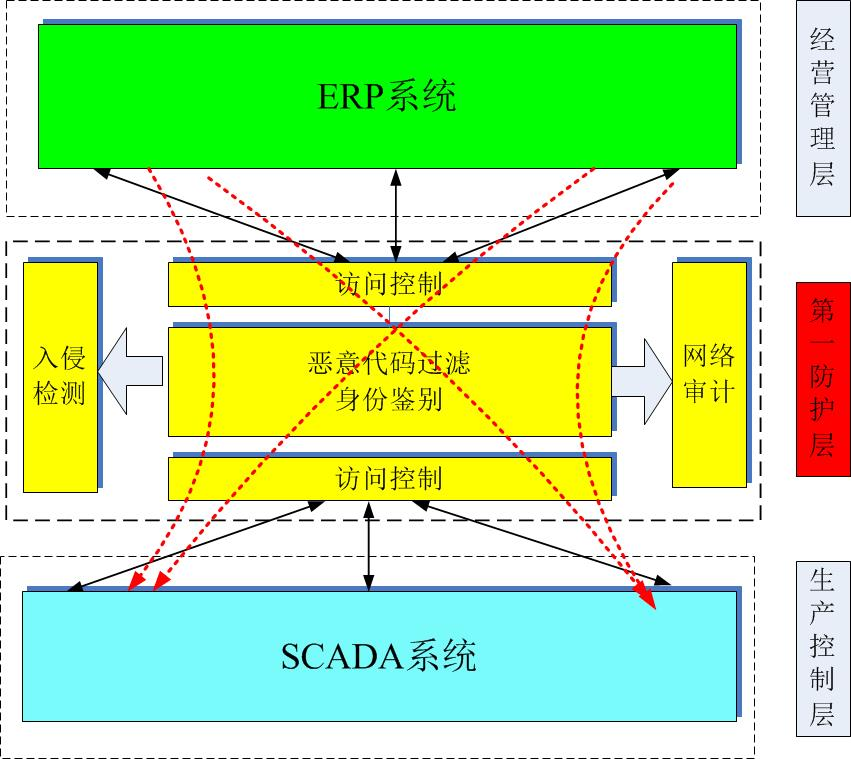 ERP系统
经营管理层
访问控制
入侵
检测
恶意代码过滤
身份鉴别
网络
审计
第一防护层
访问控制
SCADA系统
生产控制层